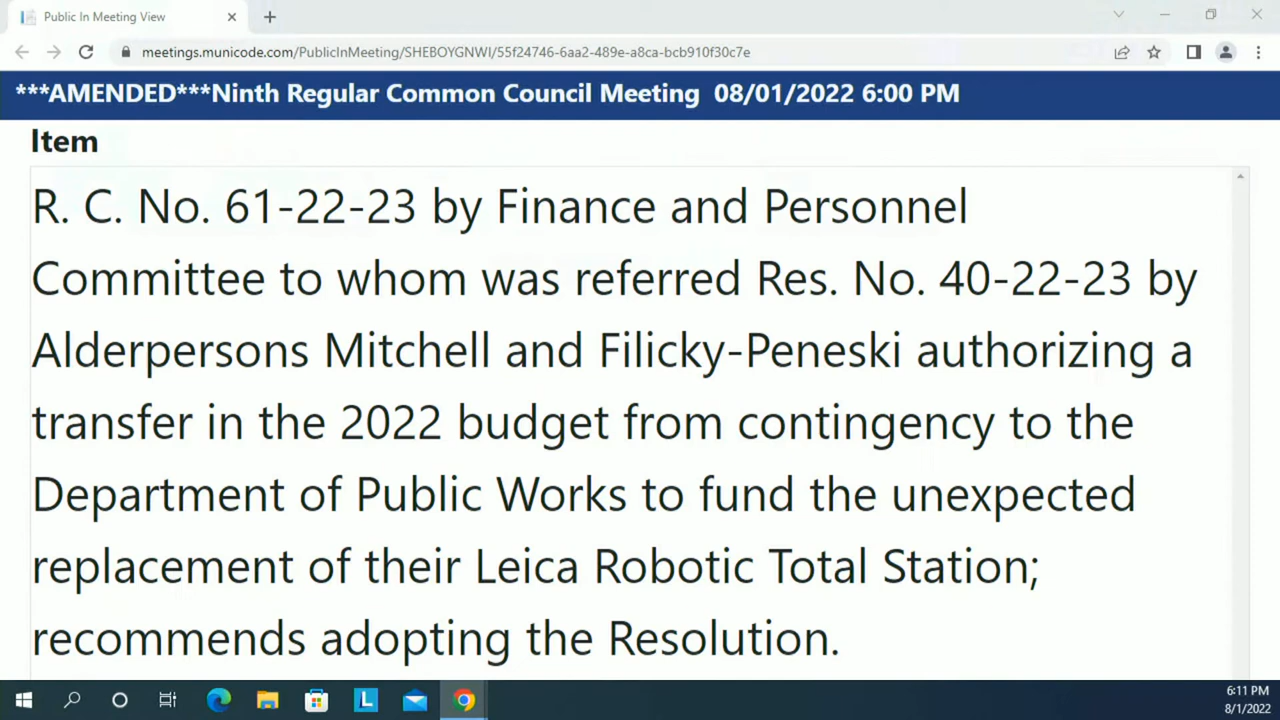 Public In Meeting View
meetings.municode.com/PublicInMeeting/SHEBOYGNWI/55f24746-6aa2-489e-a8ca-bcb910f30c7e
***AMENDED***Ninth Regular Common Council Meeting 08/01/2022 6:00 PM
Item
R. C. No. 61-22-23 by Finance and Personnel
Committee to whom was referred Res. No. 40-22-23 by
Alderpersons Mitchell and Filicky-Peneski authorizing a
transfer in the 2022 budget from contingency to the
Department of Public Works to fund the unexpected
replacement of their Leica Robotic Total Station;
recommends adopting the Resolution.
L
6:11 PM
8/1/2022